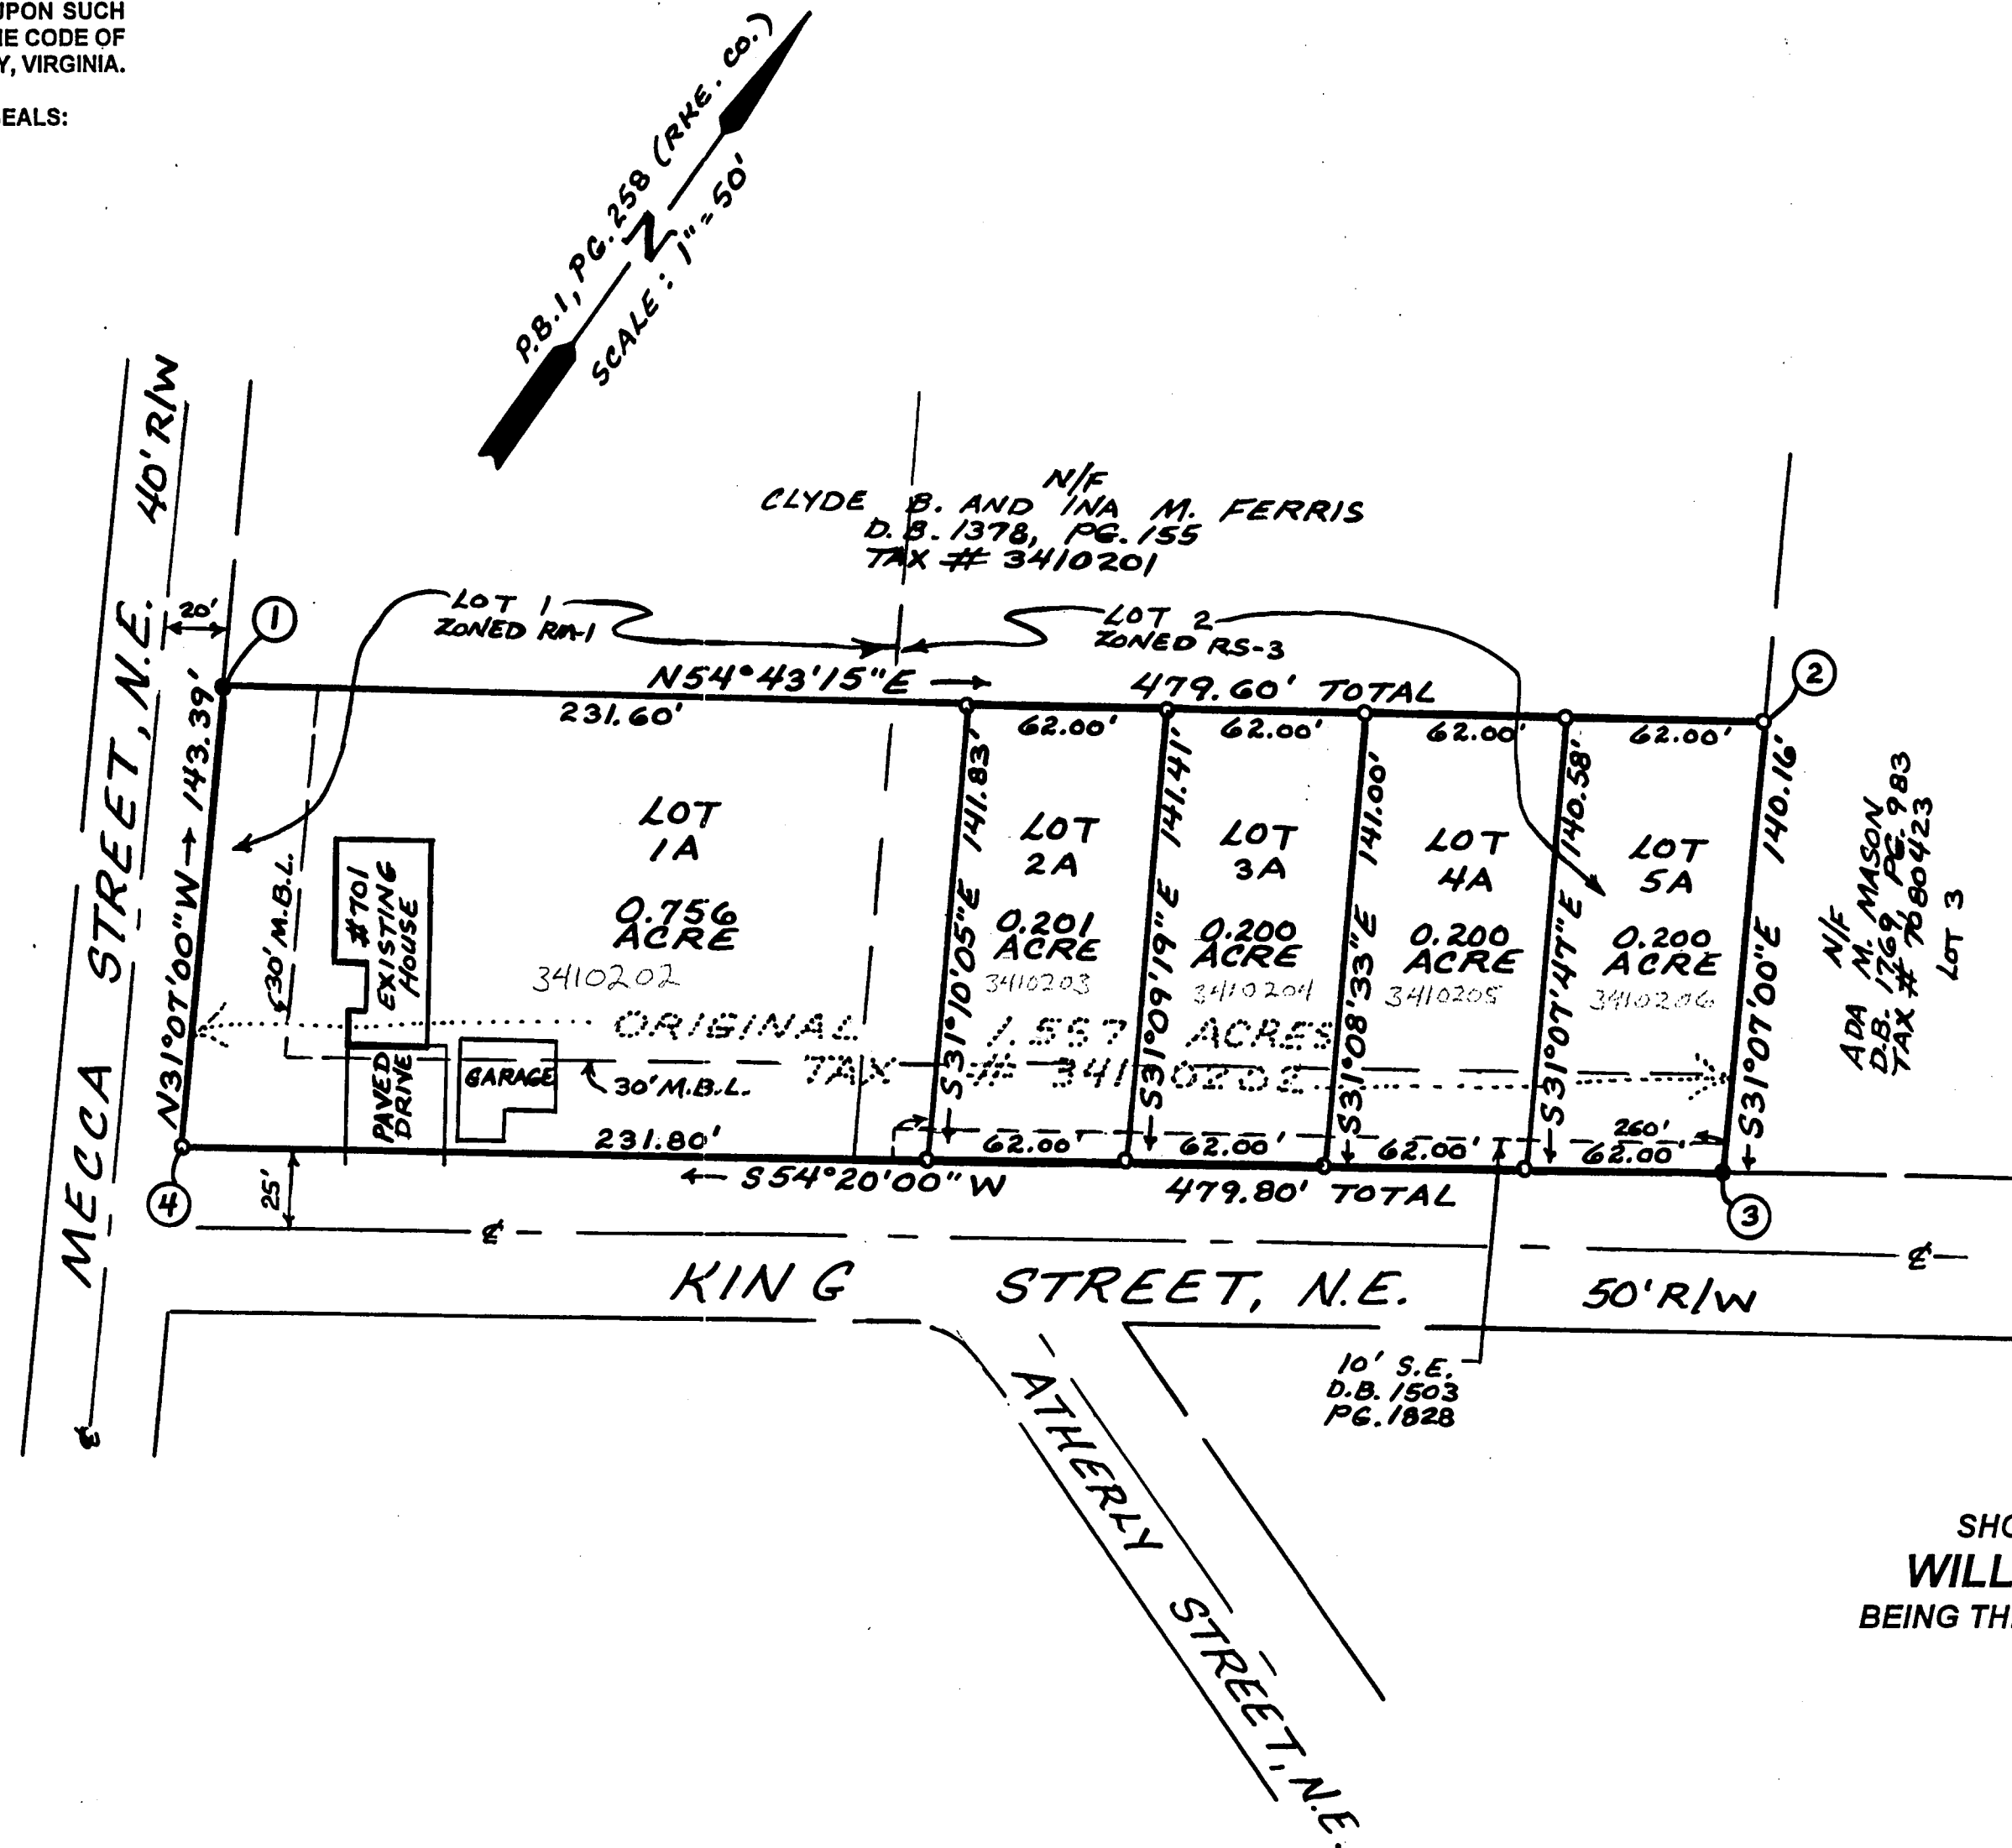 UPON SUCH
CODE OF
Y, VIRGINIA.
SEALS:
P.B. 1, PG. 258 (RKE. CO.)
N
SCALE: 1" = 50'
MECCA STREET, N.E. 40' R/W
20'
1
N/F
CLYDE B. AND INA M. FERRIS
D.B. 1378, PG. 155
TAX # 3410201
LOT 1
ZONED RM-1
LOT 2
ZONED RS-3
N54°43'15"E → 479.60' TOTAL
2
231.60'
62.00'
62.00'
62.00'
62.00'
N31°07'00"W → 143.39'
30' M.B.L.
#701
EXISTING
HOUSE
LOT
1A
0.756
ACRE
3410202
← S31°10'05"E 141.83'
LOT
2A
0.201
ACRE
3410203
← S31°09'19"E 141.41'
LOT
3A
0.200
ACRE
3410204
← S31°08'33"E 141.00'
LOT
4A
0.200
ACRE
3410205
← S31°07'47"E 140.58'
LOT
5A
0.200
ACRE
3410206
← S31°07'00"E 140.16'
N/F
ADA M. MASON
D.B. 1769, PG. 983
TAX # 7080423
LOT 3
ORIGINAL 1.557 ACRES
TAX # 3410202
PAVED
DRIVE
GARAGE
30' M.B.L.
260'
231.80'
62.00'
62.00'
62.00'
62.00'
← S54°20'00"W 479.80' TOTAL
4
25'
3
℄
℄
KING STREET, N.E. 50' R/W
10' S.E.
D.B. 1503
PG. 1828
℄
ATHERLY STREET, N.E.
SHO
WILL
BEING TH